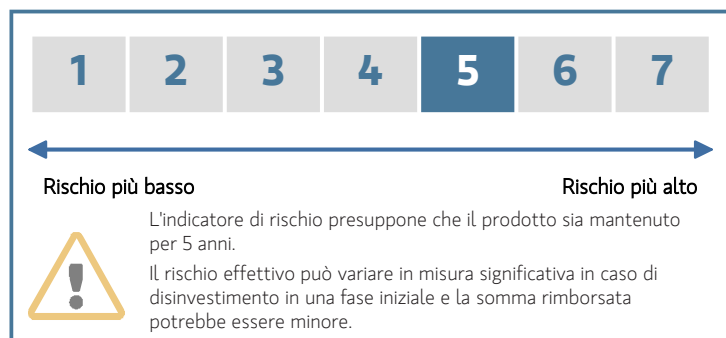 1 2 3 4 5 6 7
Rischio più basso Rischio più alto
L'indicatore di rischio presuppone che il prodotto sia mantenuto
per 5 anni.
Il rischio effettivo può variare in misura significativa in caso di
disinvestimento in una fase iniziale e la somma rimborsata
potrebbe essere minore.